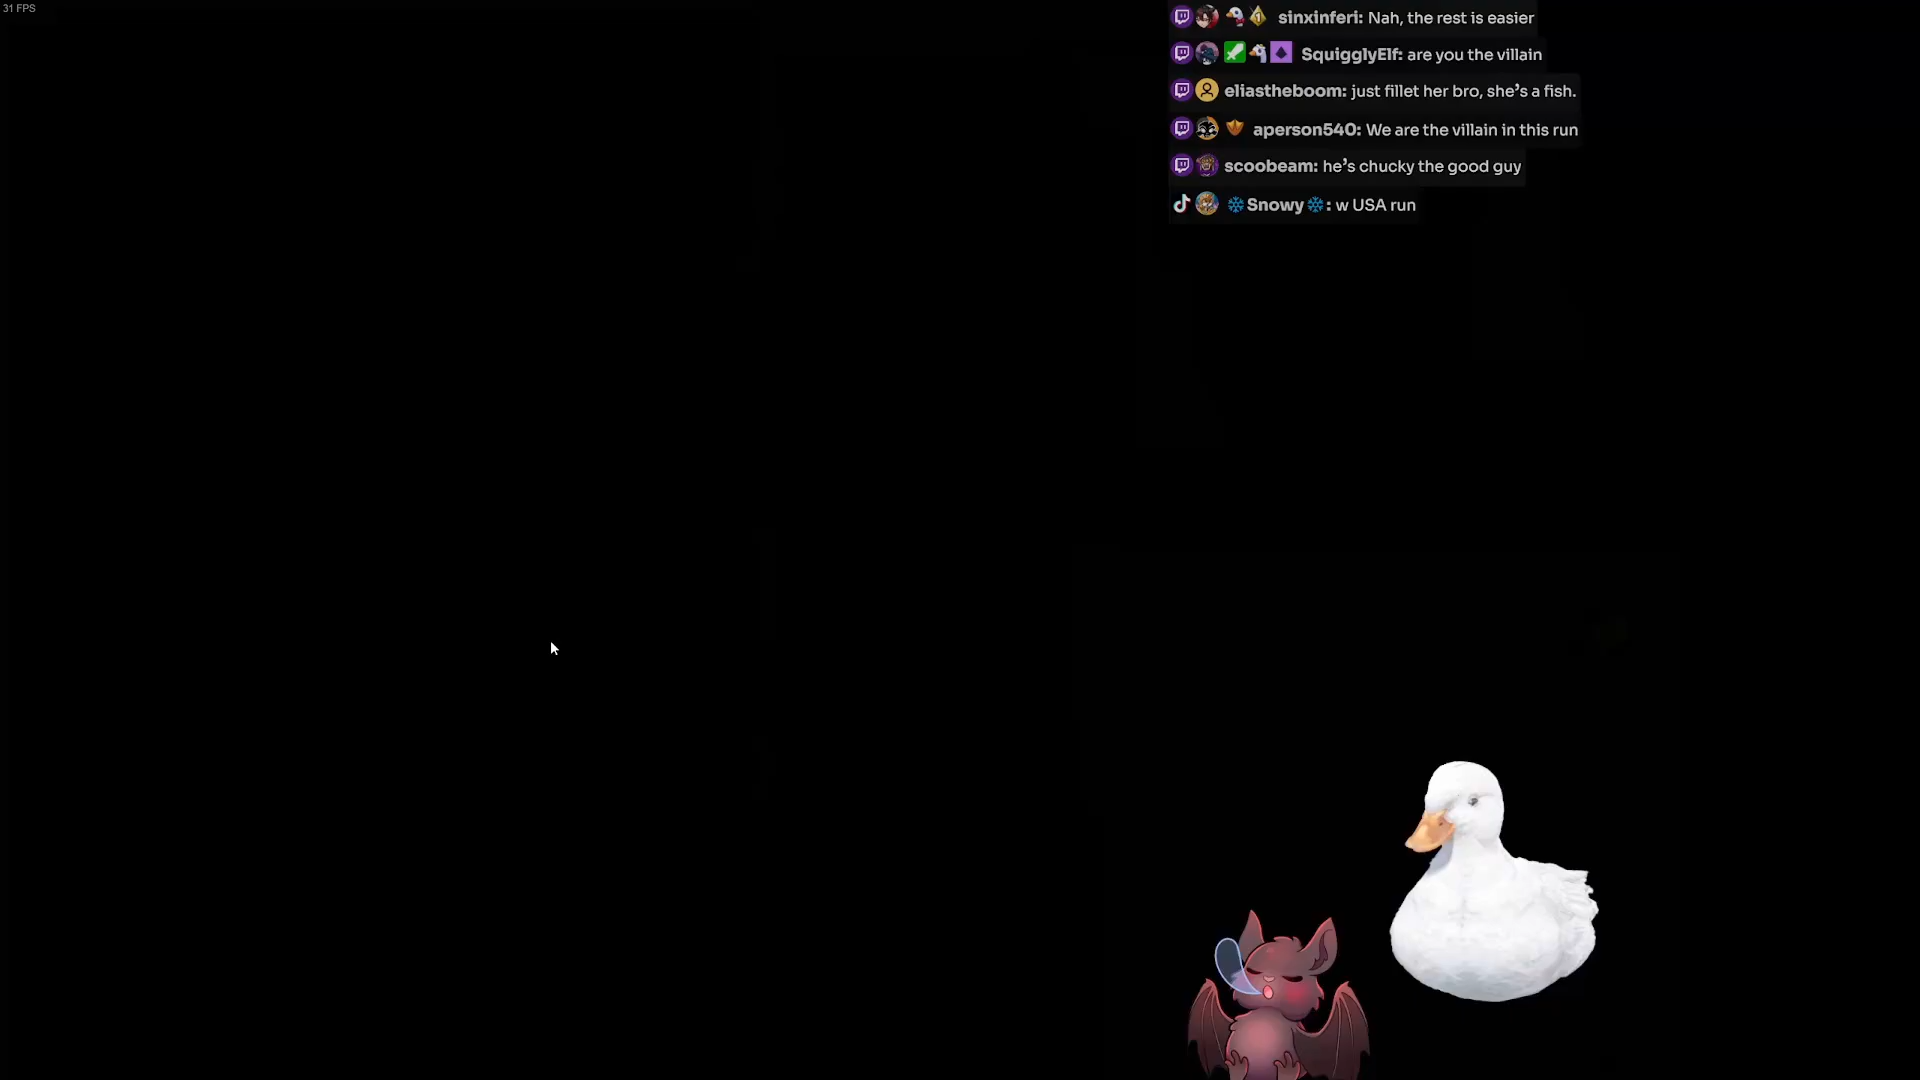 31 FPS
sinxinferi: Nah, the rest is easier
SquigglyElf: are you the villain
eliastheboom: just fillet her bro, she's a fish.
aperson540: We are the villain in this run
scoobeam: he's chucky the good guy
❄Snowy❄: w USA run